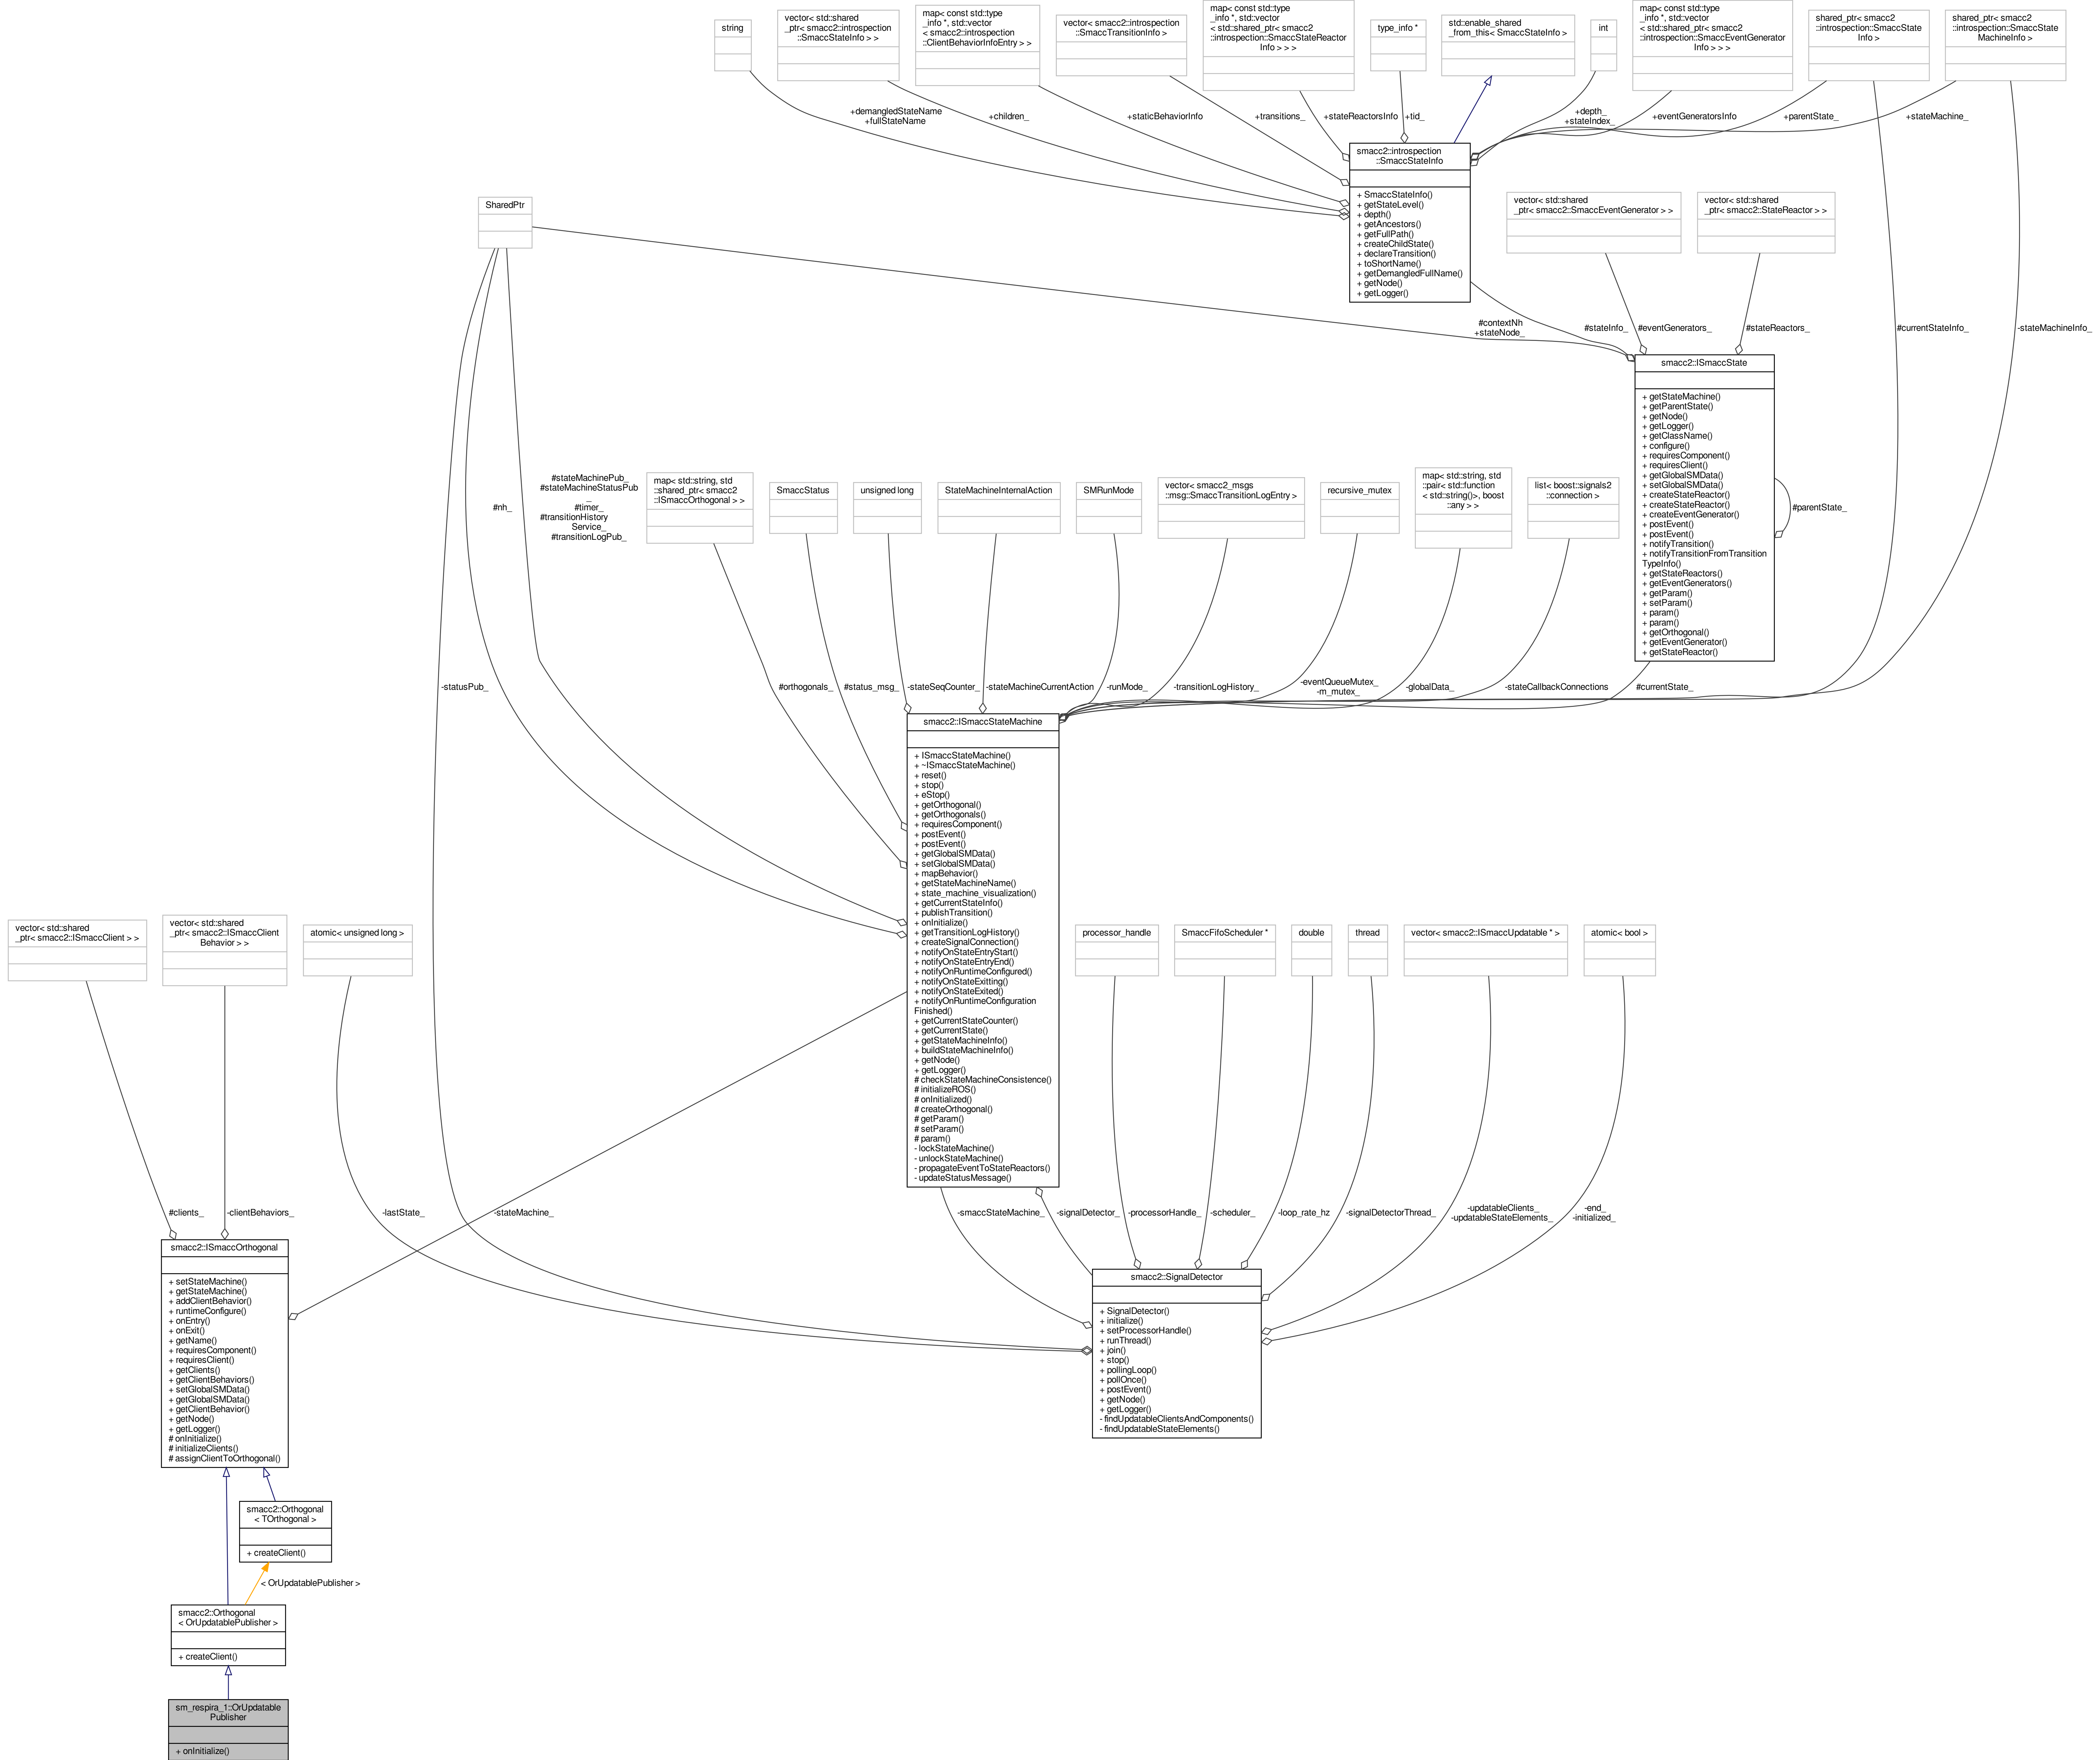 string
vector< std::shared
_ptr< smacc2::introspection
::SmaccStateInfo > >
map< const std::type
_info *, std::vector
< smacc2::introspection
::ClientBehaviorInfoEntry > >
vector< smacc2::introspection
::SmaccTransitionInfo >
map< const std::type
_info *, std::vector
< std::shared_ptr< smacc2
::introspection::SmaccStateReactor
Info > > >
type_info *
std::enable_shared
_from_this< SmaccStateInfo >
int
map< const std::type
_info *, std::vector
< std::shared_ptr< smacc2
::introspection::SmaccEventGenerator
Info > > >
shared_ptr< smacc2
::introspection::SmaccState
Info >
shared_ptr< smacc2
::introspection::SmaccState
MachineInfo >
+demangledStateName
+fullStateName
+children_
+staticBehaviorInfo
+transitions_
+stateReactorsInfo
+tid_
+depth_
+stateIndex_
+eventGeneratorsInfo
+parentState_
+stateMachine_
smacc2::introspection
::SmaccStateInfo
+ SmaccStateInfo()
+ getStateLevel()
+ depth()
+ getAncestors()
+ getFullPath()
+ createChildState()
+ declareTransition()
+ toShortName()
+ getDemangledFullName()
+ getNode()
+ getLogger()
SharedPtr
vector< std::shared
_ptr< smacc2::SmaccEventGenerator > >
vector< std::shared
_ptr< smacc2::StateReactor > >
#contextNh
+stateNode_
#stateInfo_
#eventGenerators_
#stateReactors_
#currentStateInfo_
-stateMachineInfo_
smacc2::ISmaccState
+ getStateMachine()
+ getParentState()
+ getNode()
+ getLogger()
+ getClassName()
+ configure()
+ requiresComponent()
+ requiresClient()
+ getGlobalSMData()
+ setGlobalSMData()
+ createStateReactor()
+ createStateReactor()
+ createEventGenerator()
+ postEvent()
+ postEvent()
+ notifyTransition()
+ notifyTransitionFromTransition
TypeInfo()
+ getStateReactors()
+ getEventGenerators()
+ getParam()
+ setParam()
+ param()
+ param()
+ getOrthogonal()
+ getEventGenerator()
+ getStateReactor()
#parentState_
#nh_
#stateMachinePub_
#stateMachineStatusPub
_
#timer_
#transitionHistory
Service_
#transitionLogPub_
map< std::string, std
::shared_ptr< smacc2
::ISmaccOrthogonal > >
SmaccStatus
unsigned long
StateMachineInternalAction
SMRunMode
vector< smacc2_msgs
::msg::SmaccTransitionLogEntry >
recursive_mutex
map< std::string, std
::pair< std::function
< std::string()>, boost
::any > >
list< boost::signals2
::connection >
-statusPub_
#orthogonals_
#status_msg_
-stateSeqCounter_
-stateMachineCurrentAction
-runMode_
-transitionLogHistory_
-eventQueueMutex_
-m_mutex_
-globalData_
-stateCallbackConnections
#currentState_
smacc2::ISmaccStateMachine
+ ISmaccStateMachine()
+ ~ISmaccStateMachine()
+ reset()
+ stop()
+ eStop()
+ getOrthogonal()
+ getOrthogonals()
+ requiresComponent()
+ postEvent()
+ postEvent()
+ getGlobalSMData()
+ setGlobalSMData()
+ mapBehavior()
+ getStateMachineName()
+ state_machine_visualization()
+ getCurrentStateInfo()
+ publishTransition()
+ onInitialize()
+ getTransitionLogHistory()
+ createSignalConnection()
+ notifyOnStateEntryStart()
+ notifyOnStateEntryEnd()
+ notifyOnRuntimeConfigured()
+ notifyOnStateExitting()
+ notifyOnStateExited()
+ notifyOnRuntimeConfiguration
Finished()
+ getCurrentStateCounter()
+ getCurrentState()
+ getStateMachineInfo()
+ buildStateMachineInfo()
+ getNode()
+ getLogger()
# checkStateMachineConsistence()
# initializeROS()
# onInitialized()
# createOrthogonal()
# getParam()
# setParam()
# param()
- lockStateMachine()
- unlockStateMachine()
- propagateEventToStateReactors()
- updateStatusMessage()
vector< std::shared
_ptr< smacc2::ISmaccClient > >
vector< std::shared
_ptr< smacc2::ISmaccClient
Behavior > >
atomic< unsigned long >
processor_handle
SmaccFifoScheduler *
double
thread
vector< smacc2::ISmaccUpdatable * >
atomic< bool >
#clients_
-clientBehaviors_
-lastState_
-stateMachine_
-smaccStateMachine_
-signalDetector_
-processorHandle_
-scheduler_
-loop_rate_hz
-signalDetectorThread_
-updatableClients_
-updatableStateElements_
-end_
-initialized_
smacc2::ISmaccOrthogonal
+ setStateMachine()
+ getStateMachine()
+ addClientBehavior()
+ runtimeConfigure()
+ onEntry()
+ onExit()
+ getName()
+ requiresComponent()
+ requiresClient()
+ getClients()
+ getClientBehaviors()
+ setGlobalSMData()
+ getGlobalSMData()
+ getClientBehavior()
+ getNode()
+ getLogger()
# onInitialize()
# initializeClients()
# assignClientToOrthogonal()
smacc2::SignalDetector
+ SignalDetector()
+ initialize()
+ setProcessorHandle()
+ runThread()
+ join()
+ stop()
+ pollingLoop()
+ pollOnce()
+ postEvent()
+ getNode()
+ getLogger()
- findUpdatableClientsAndComponents()
- findUpdatableStateElements()
smacc2::Orthogonal
< TOrthogonal >
+ createClient()
< OrUpdatablePublisher >
smacc2::Orthogonal
< OrUpdatablePublisher >
+ createClient()
sm_respira_1::OrUpdatable
Publisher
+ onInitialize()